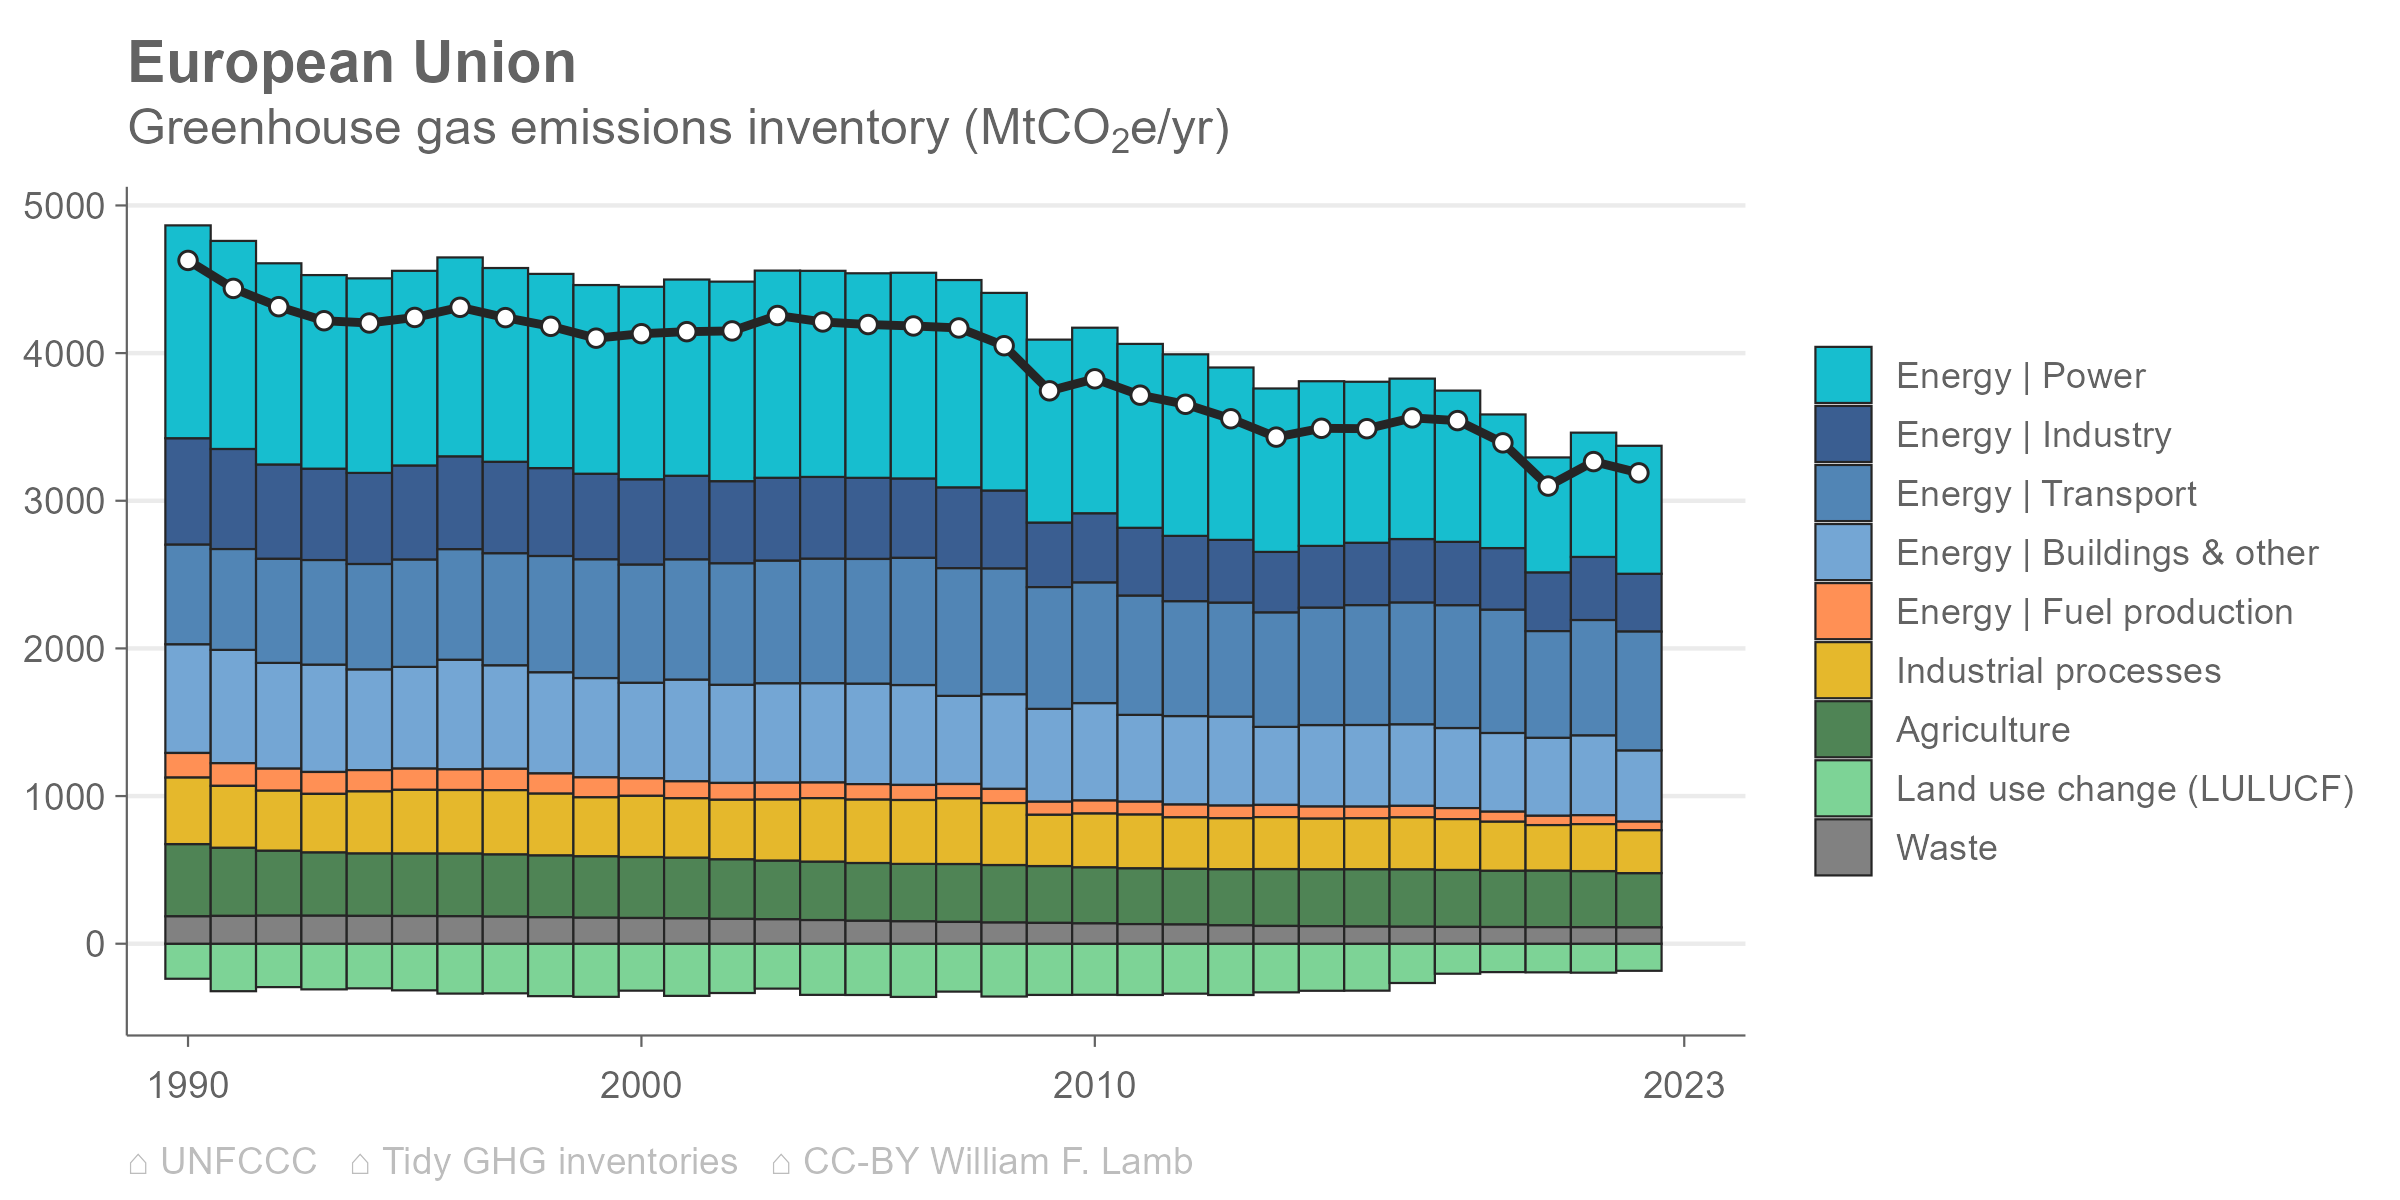 European Union
Greenhouse gas emissions inventory (MtCO₂e/yr)
5000
4000
3000
2000
1000
0
1990 2000 2010 2023
Energy | Power
Energy | Industry
Energy | Transport
Energy | Buildings & other
Energy | Fuel production
Industrial processes
Agriculture
Land use change (LULUCF)
Waste
⌂ UNFCCC ⌂ Tidy GHG inventories ⌂ CC-BY William F. Lamb